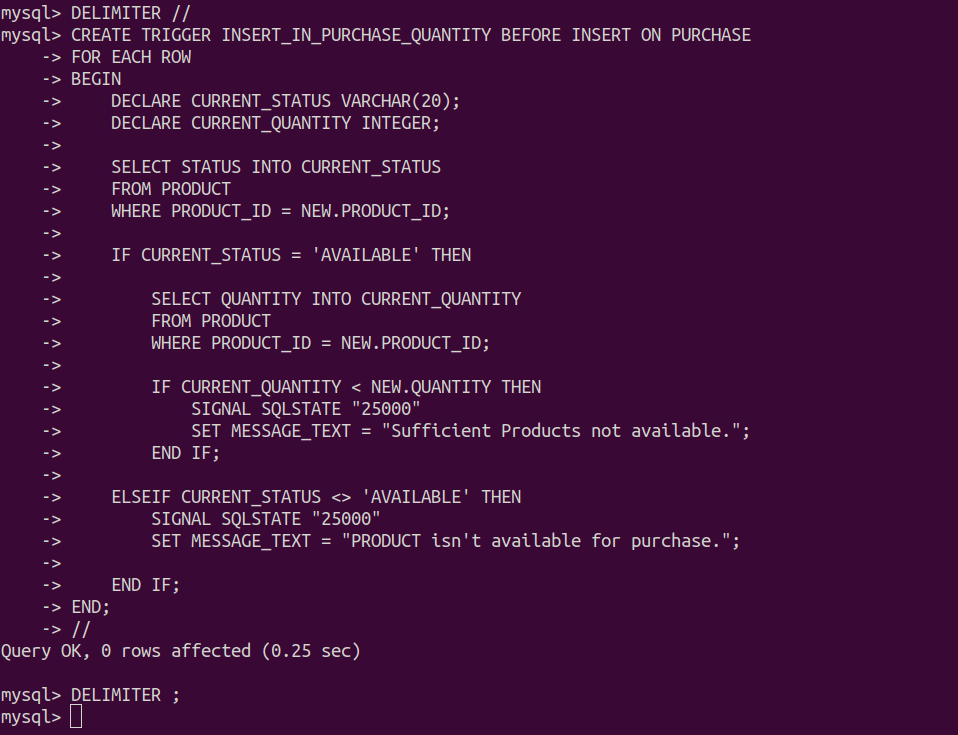 mysql> DELIMITER //
mysql> CREATE TRIGGER INSERT_IN_PURCHASE_QUANTITY BEFORE INSERT ON PURCHASE
    -> FOR EACH ROW
    -> BEGIN
    ->     DECLARE CURRENT_STATUS VARCHAR(20);
    ->     DECLARE CURRENT_QUANTITY INTEGER;
    ->
    ->     SELECT STATUS INTO CURRENT_STATUS
    ->     FROM PRODUCT
    ->     WHERE PRODUCT_ID = NEW.PRODUCT_ID;
    ->
    ->     IF CURRENT_STATUS = 'AVAILABLE' THEN
    ->
    ->         SELECT QUANTITY INTO CURRENT_QUANTITY
    ->         FROM PRODUCT
    ->         WHERE PRODUCT_ID = NEW.PRODUCT_ID;
    ->
    ->         IF CURRENT_QUANTITY < NEW.QUANTITY THEN
    ->             SIGNAL SQLSTATE "25000"
    ->             SET MESSAGE_TEXT = "Sufficient Products not available.";
    ->         END IF;
    ->
    ->     ELSEIF CURRENT_STATUS <> 'AVAILABLE' THEN
    ->         SIGNAL SQLSTATE "25000"
    ->         SET MESSAGE_TEXT = "PRODUCT isn't available for purchase.";
    ->
    ->     END IF;
    -> END;
    -> //
Query OK, 0 rows affected (0.25 sec)

mysql> DELIMITER ;
mysql>